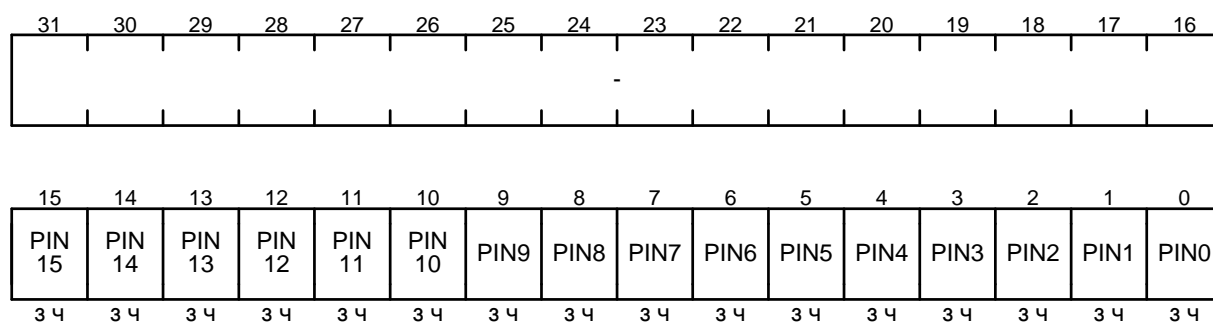 31 30 29 28 27 26 25 24 23 22 21 20 19 18 17 16
-
15 14 13 12 11 10 9 8 7 6 5 4 3 2 1 0
PIN 15 PIN 14 PIN 13 PIN 12 PIN 11 PIN 10 PIN9 PIN8 PIN7 PIN6 PIN5 PIN4 PIN3 PIN2 PIN1 PIN0
з ч з ч з ч з ч з ч з ч з ч з ч з ч з ч з ч з ч з ч з ч з ч з ч